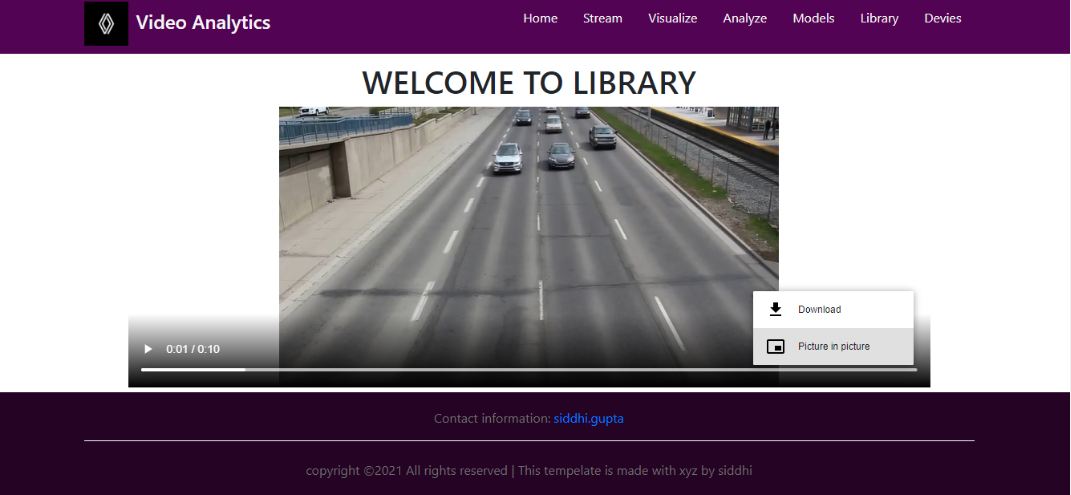 Video Analytics
Home Stream Visualize Analyze Models Library Devies
WELCOME TO LIBRARY
Download
Picture in picture
0:01 / 0:10
Contact information: siddhi.gupta
copyright ©2021 All rights reserved | This tempelate is made with xyz by siddhi